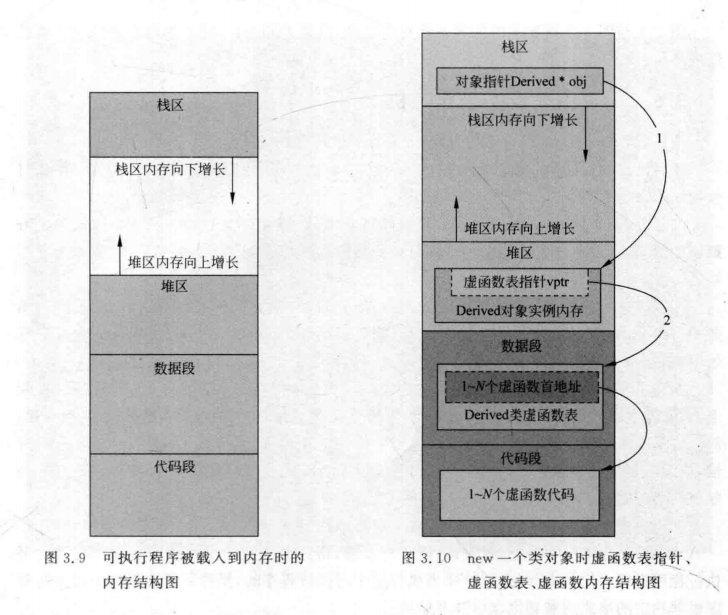 栈区
栈区内存向下增长
堆区内存向上增长
堆区
数据段
代码段
图 3.9 可执行程序被载入到内存时的
内存结构图
栈区
对象指针Derived * obj
栈区内存向下增长
1
堆区内存向上增长
堆区
虚函数表指针vptr
Derived对象实例内存
2
数据段
1~N个虚函数首地址
Derived类虚函数表
代码段
1~N个虚函数代码
图 3.10 new一个类对象时虚函数表指针、
虚函数表、虚函数内存结构图